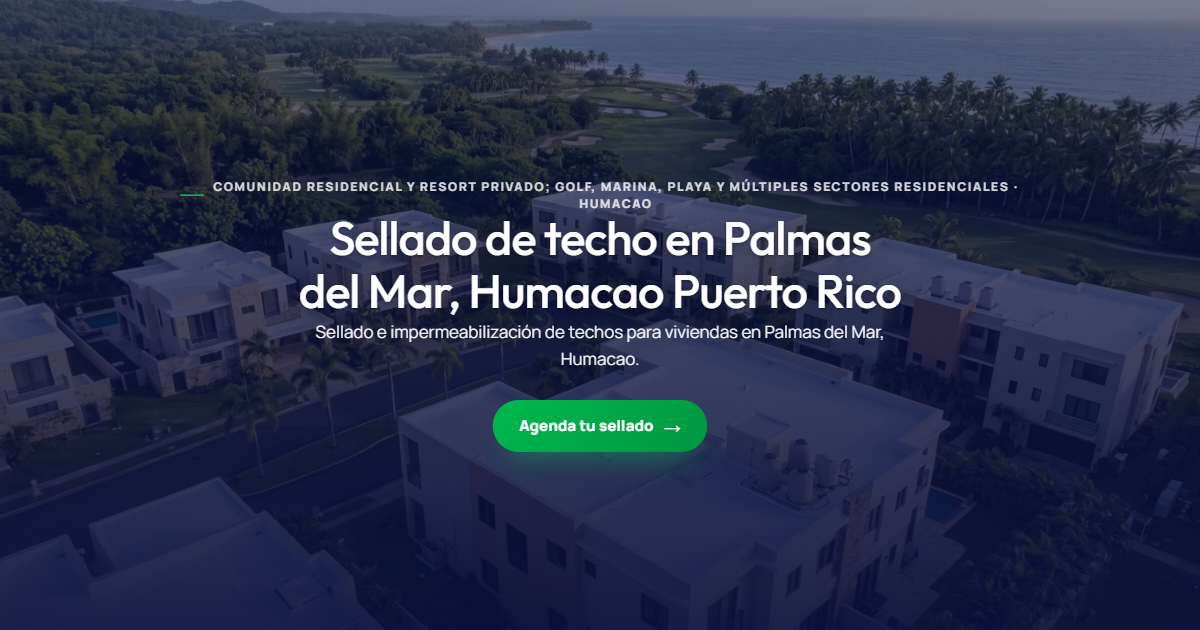 COMUNIDAD RESIDENCIAL Y RESORT PRIVADO; GOLF, MARINA, PLAYA Y MÚLTIPLES SECTORES RESIDENCIALES ·
HUMACAO
Sellado de techo en Palmas
del Mar, Humacao Puerto Rico
Sellado e impermeabilización de techos para viviendas en Palmas del Mar,
Humacao.
Agenda tu sellado →